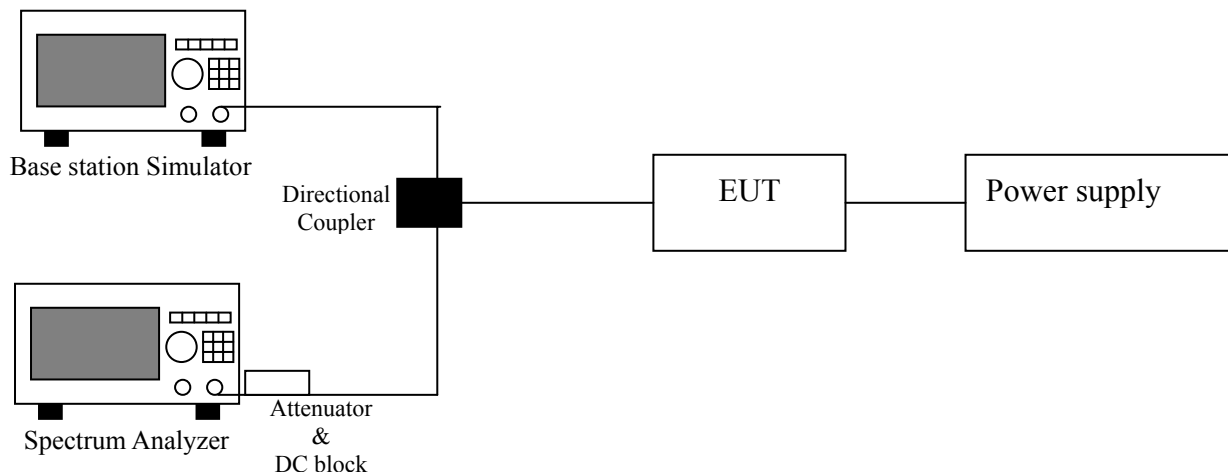 Base station Simulator
Directional
Coupler
EUT
Power supply
Spectrum Analyzer
Attenuator
&
DC block